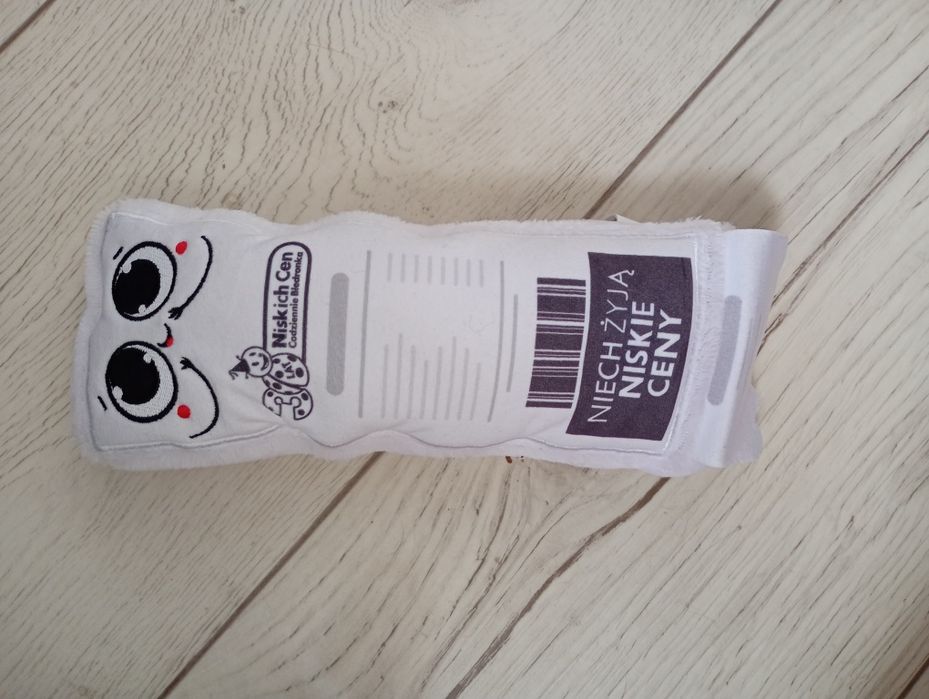 30 LAT
Niskich Cen
Codziennie Biedronka
NIECH ŻYJĄ
NISKIE
CENY